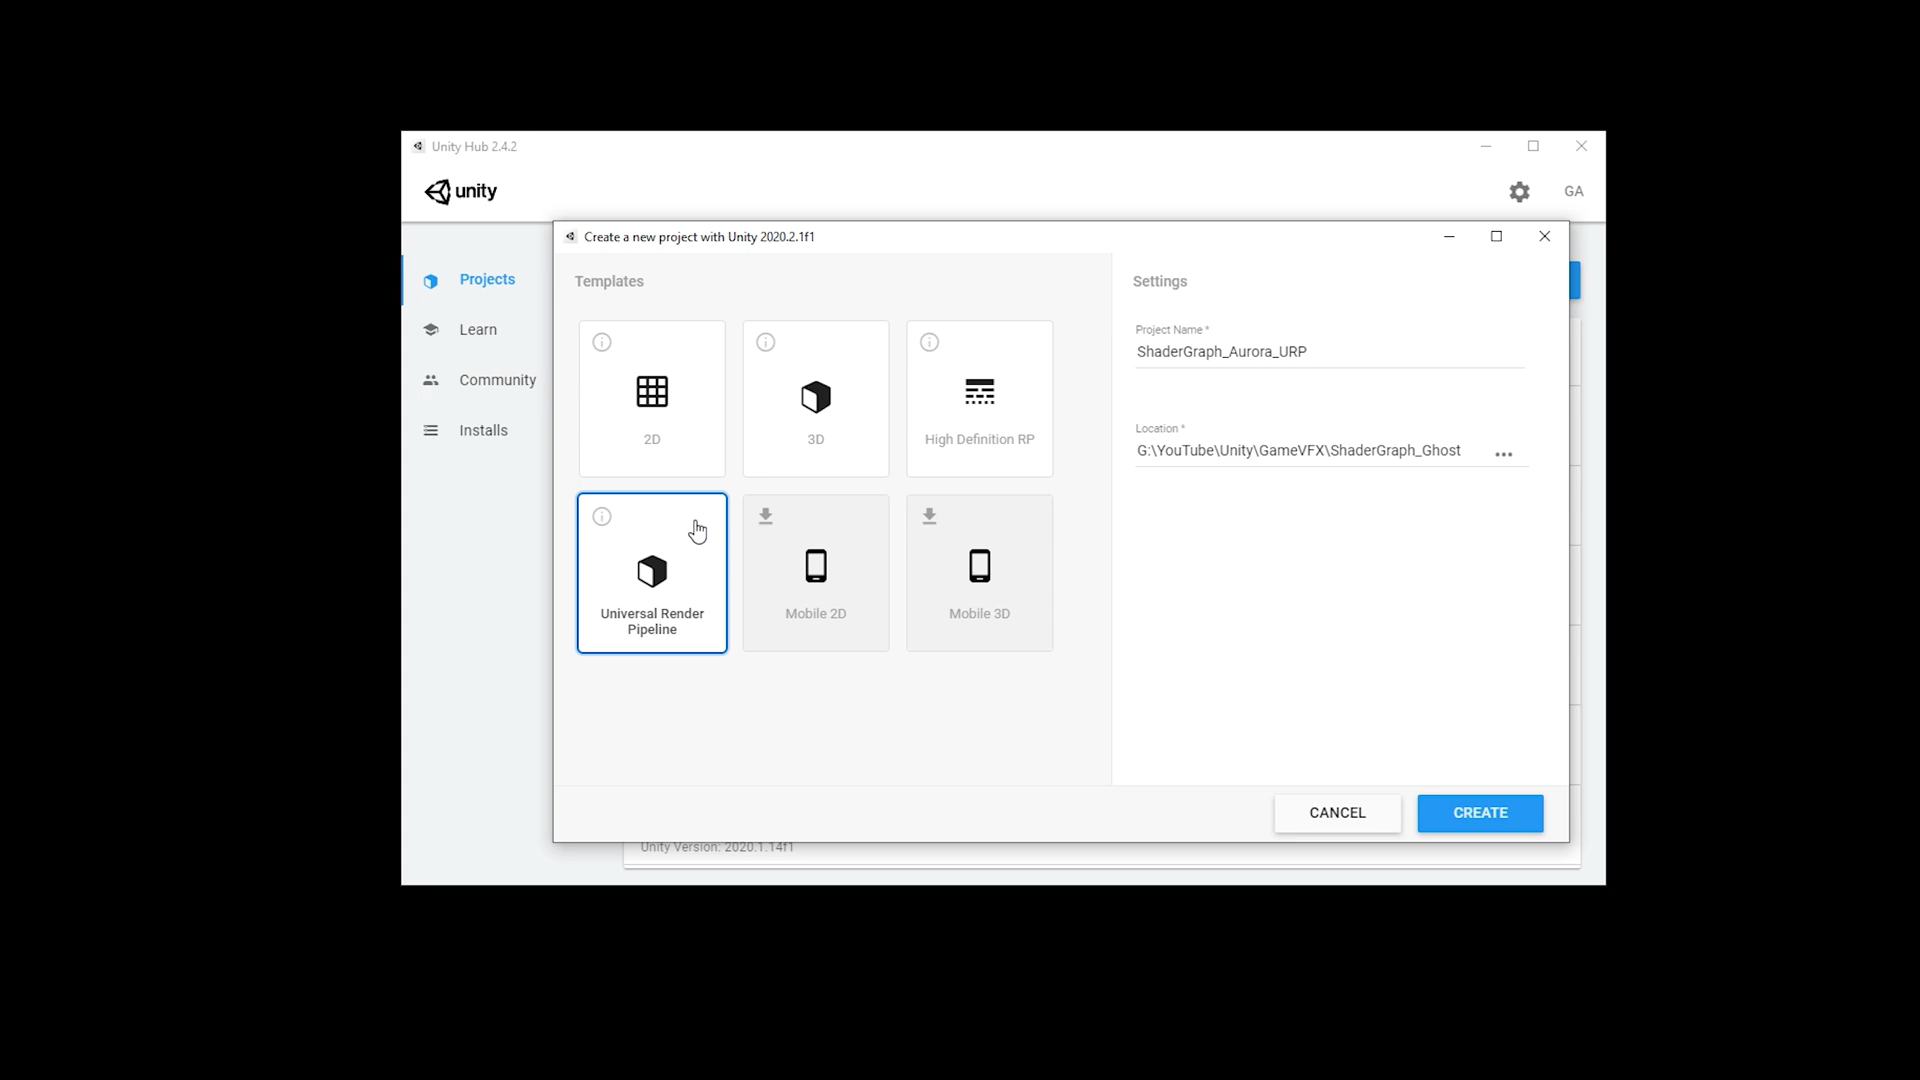 Unity Hub 2.4.2
unity
GA
Create a new project with Unity 2020.2.1f1
Projects
Learn
Community
Installs
Templates
2D
3D
High Definition RP
Universal Render
Pipeline
Mobile 2D
Mobile 3D
Settings
Project Name *
ShaderGraph_Aurora_URP
Location *
G:\YouTube\Unity\GameVFX\ShaderGraph_Ghost
...
CANCEL
CREATE
Unity Version: 2020.1.14f1